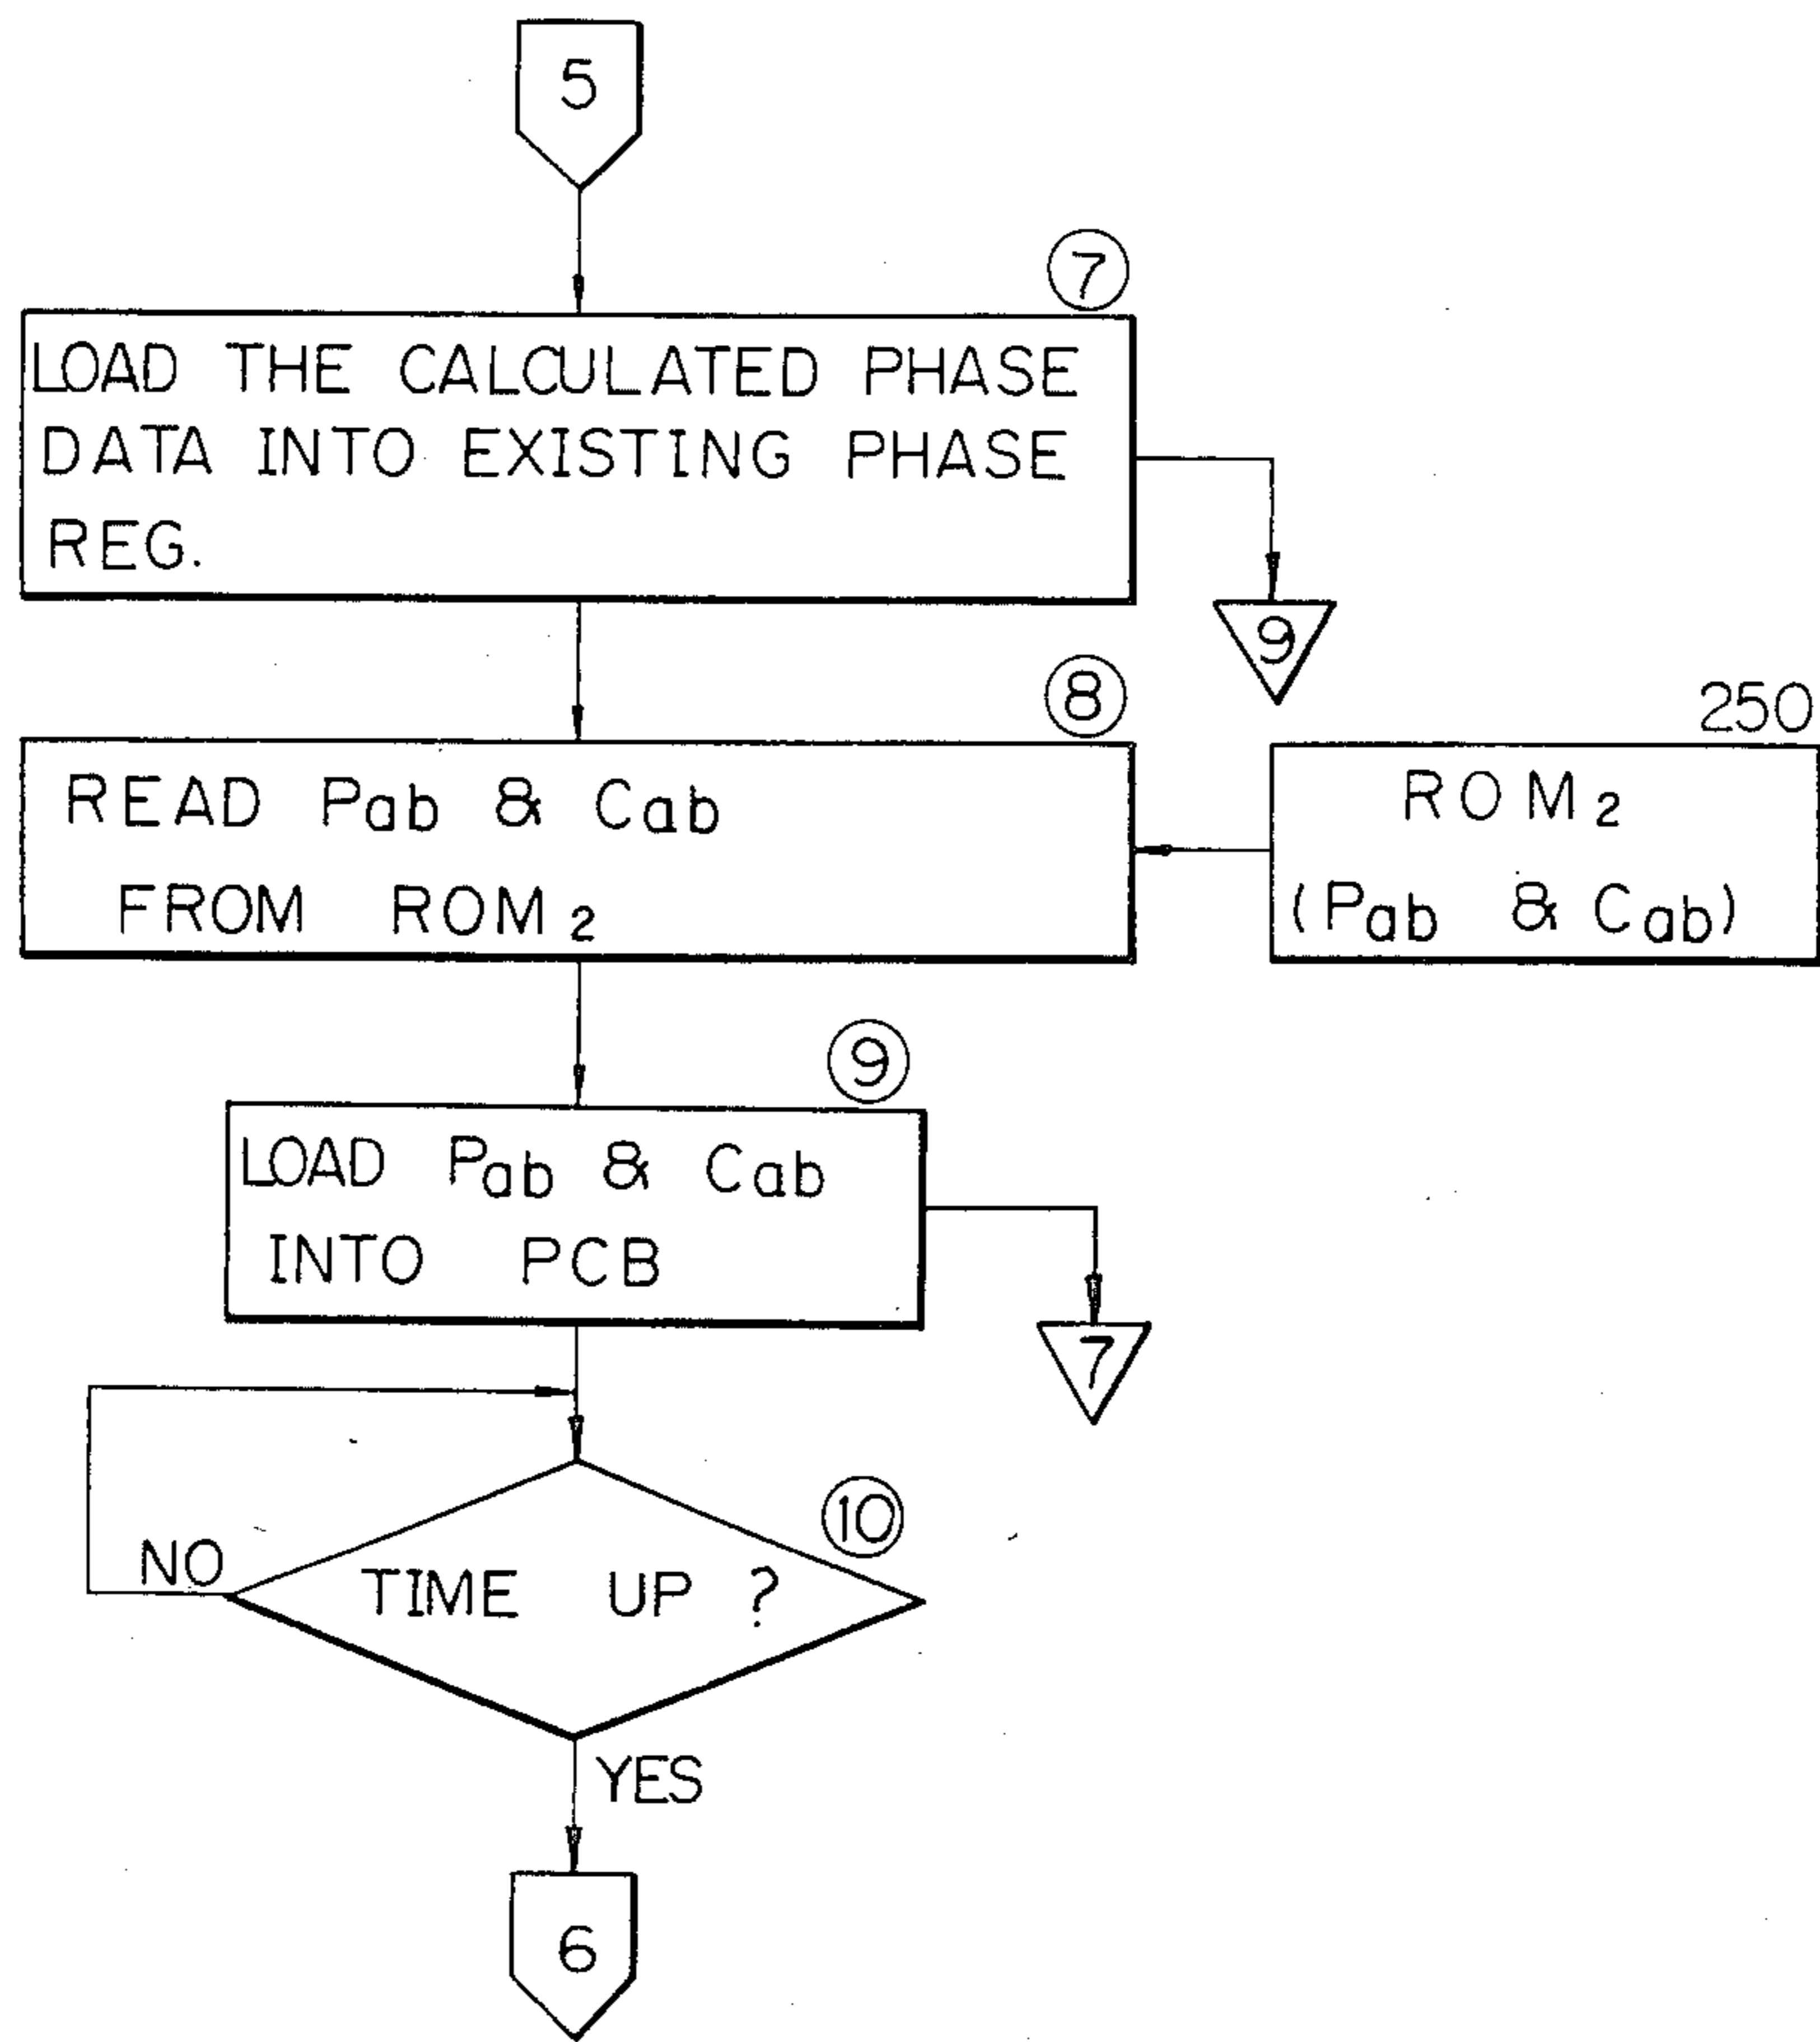 5
7
LOAD THE CALCULATED PHASE
DATA INTO EXISTING PHASE
REG.
9
8
250
READ Pab & Cab
FROM ROM2
ROM2
(Pab & Cab)
9
LOAD Pab & Cab
INTO PCB
7
10
NO
TIME UP ?
YES
6